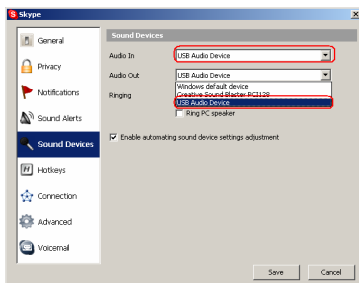 S Skype
General
Privacy
Notifications
Sound Alerts
Sound Devices
H Hotkeys
Connection
Advanced
Voicemail
Sound Devices
Audio In USB Audio Device
Audio Out USB Audio Device
Windows default device
Ringing Creative Sound Blaster PCI128
USB Audio Device
Ring PC speaker
Enable automating sound device settings adjustment
Save Cancel